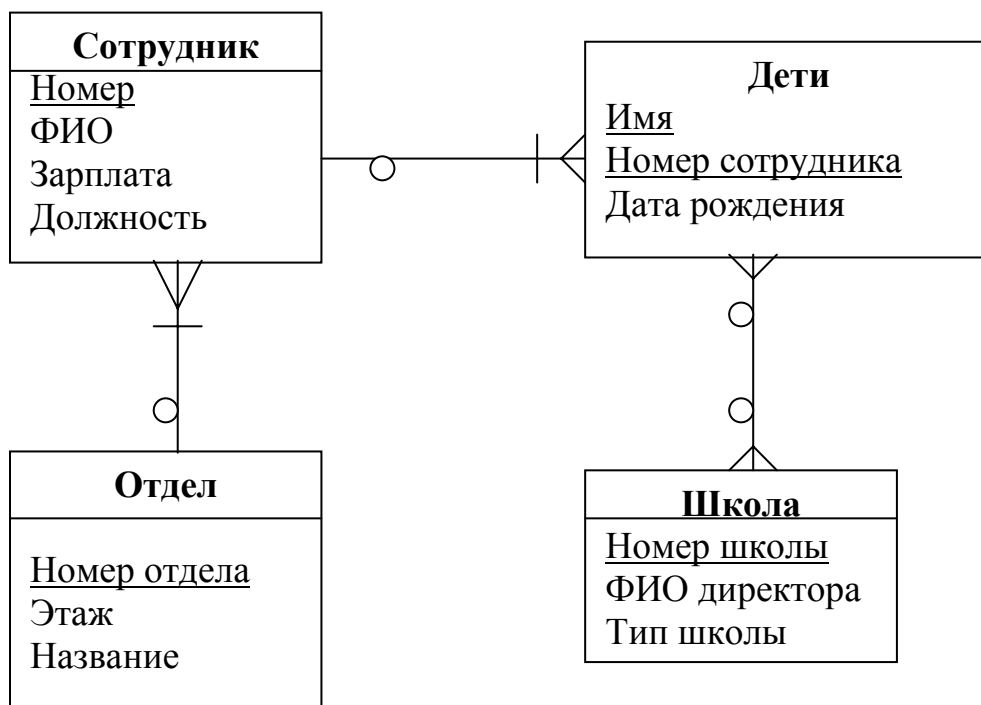 Сотрудник
Номер
ФИО
Зарплата
Должность
Дети
Имя
Номер сотрудника
Дата рождения
Отдел
Номер отдела
Этаж
Название
Школа
Номер школы
ФИО директора
Тип школы